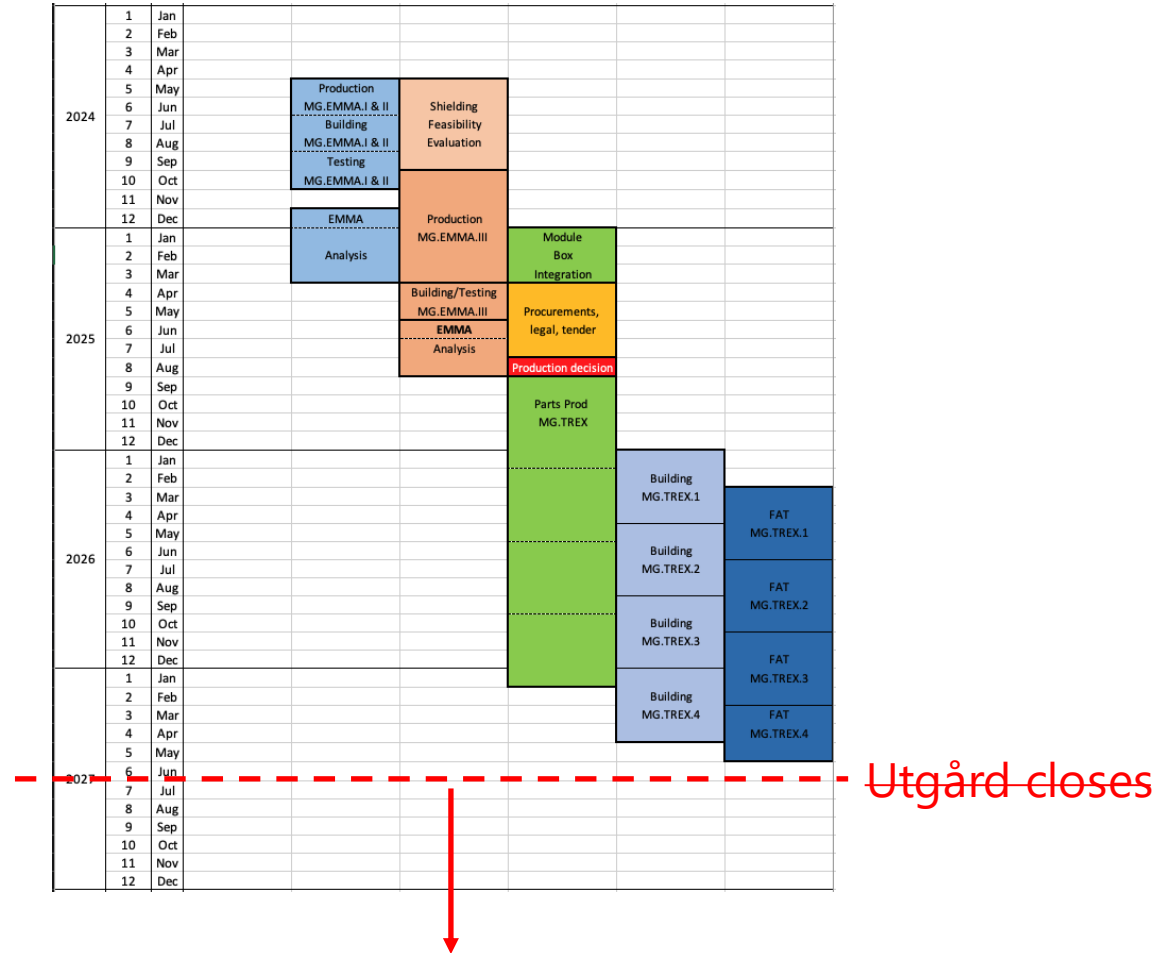 1 Jan
2 Feb
3 Mar
4 Apr
5 May Production
6 Jun MG.EMMA.I & II Shielding
2024 7 Jul Building Feasibility
8 Aug MG.EMMA.I & II Evaluation
9 Sep Testing
10 Oct MG.EMMA.I & II
11 Nov
12 Dec EMMA Production
1 Jan MG.EMMA.III Module
2 Feb Analysis Box
3 Mar Integration
4 Apr Building/Testing
5 May MG.EMMA.III Procurements,
2025 6 Jun EMMA legal, tender
7 Jul Analysis
8 Aug Production decision
9 Sep
10 Oct Parts Prod
11 Nov MG.TREX
12 Dec
1 Jan
2 Feb Building
3 Mar MG.TREX.1
4 Apr FAT
5 May MG.TREX.1
2026 6 Jun Building
7 Jul MG.TREX.2
8 Aug FAT
9 Sep MG.TREX.2
10 Oct Building
11 Nov MG.TREX.3
12 Dec FAT
1 Jan MG.TREX.3
2 Feb Building
3 Mar MG.TREX.4 FAT
4 Apr MG.TREX.4
5 May
2027 6 Jun Utgård closes
7 Jul
8 Aug
9 Sep
10 Oct
11 Nov
12 Dec